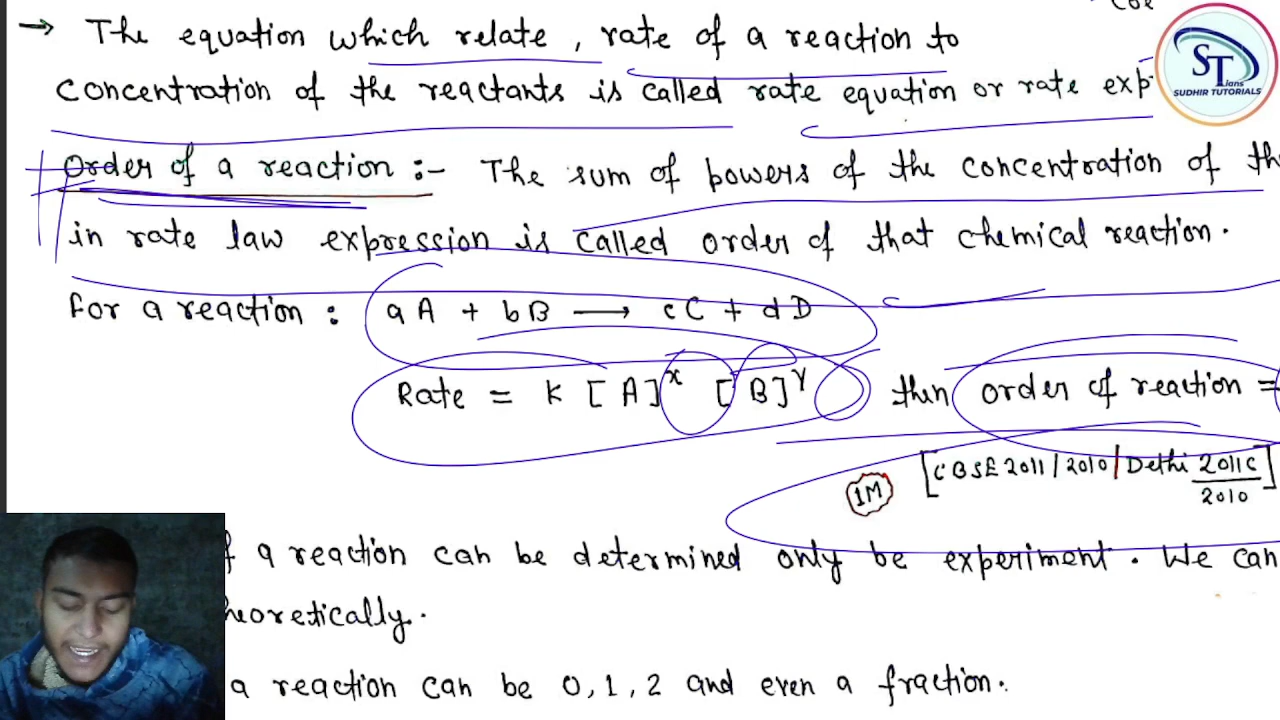 → The equation which relate, rate of a reaction to
ST
ians
SUDHIR TUTORIALS
concentration of the reactants is called rate equation or rate exp
order of a reaction :- The sum of powers of the concentration of th
in rate law expression is called order of that chemical reaction.
for a reaction : aA + bB → cC + dD
Rate = K [A]^x [B]^y then order of reaction =
1M [CBSE 2011/2010/Delhi 2011C/2010]
f a reaction can be determined only be experiment. We can
heoretically.
a reaction can be 0, 1, 2 and even a fraction.